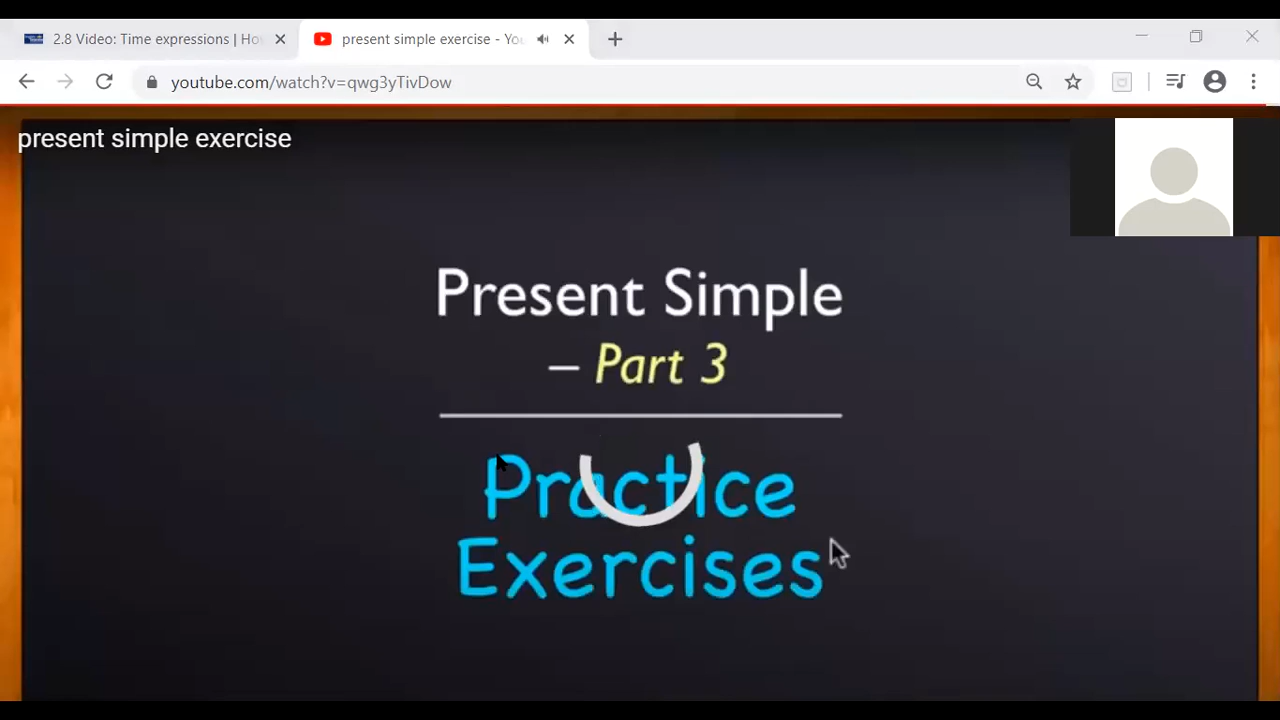 2.8 Video: Time expressions | Ho
present simple exercise - Yo
youtube.com/watch?v=qwg3yTivDow
present simple exercise
Present Simple
– Part 3
Practice
Exercises